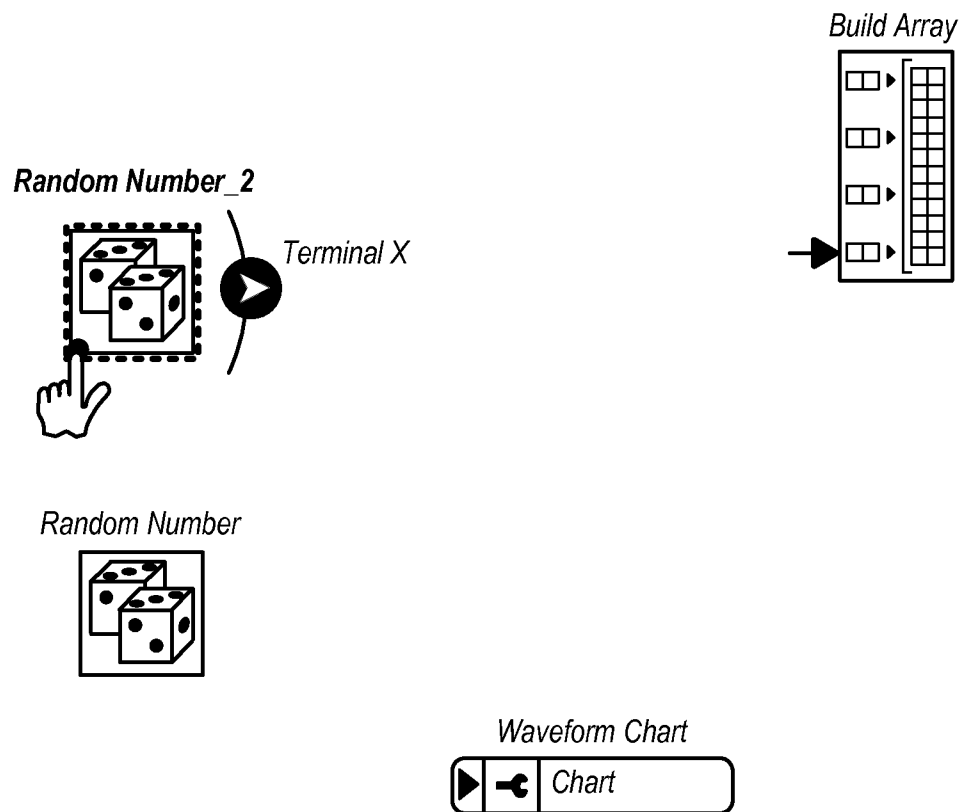 Build Array
Random Number_2
Terminal X
Random Number
Waveform Chart
Chart